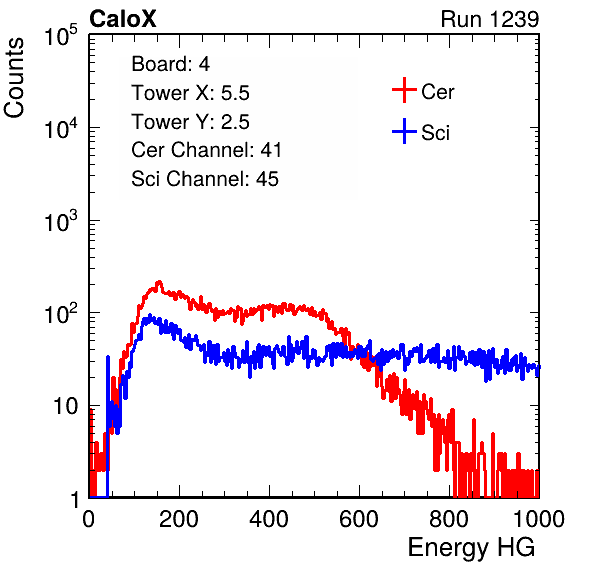 CaloX Run 1239
Counts
10^5
10^4
10^3
10^2
10
1
Board: 4
Tower X: 5.5
Tower Y: 2.5
Cer Channel: 41
Sci Channel: 45
Cer
Sci
0 200 400 600 800 1000
Energy HG